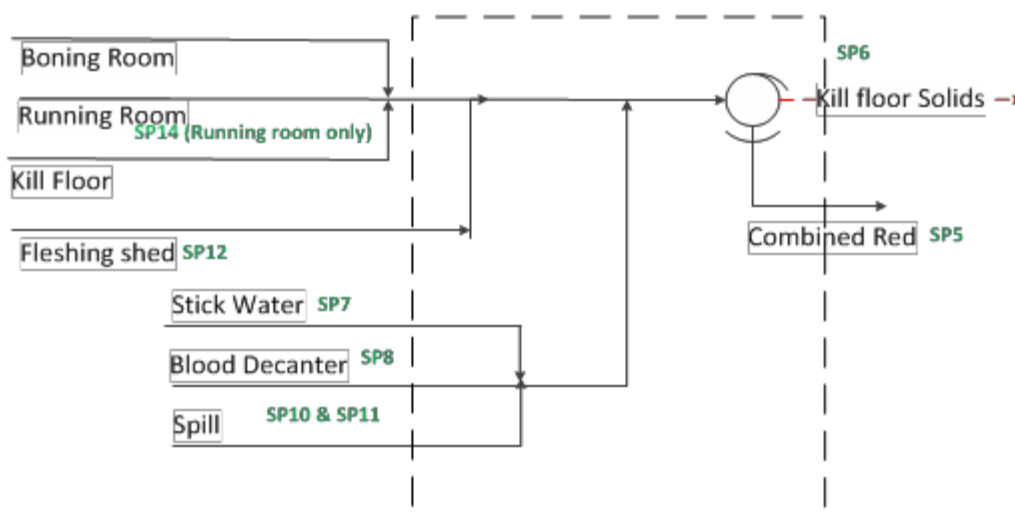 Boning Room
Running Room
SP14 (Running room only)
Kill Floor
Fleshing shed SP12
Stick Water SP7
Blood Decanter SP8
Spill SP10 & SP11
SP6
Kill floor Solids
Combined Red SP5